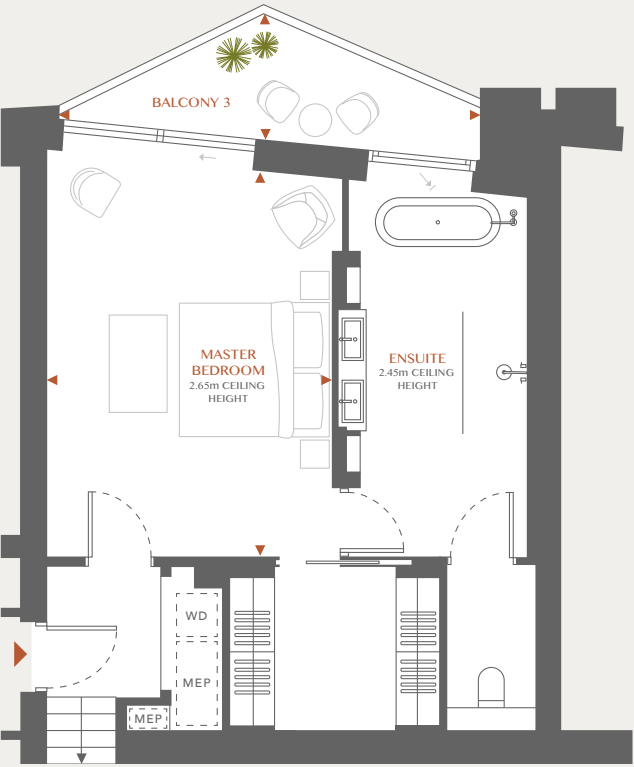 BALCONY 3
MASTER
BEDROOM
2.65m CEILING
HEIGHT
ENSUITE
2.45m CEILING
HEIGHT
WD
MEP
MEP